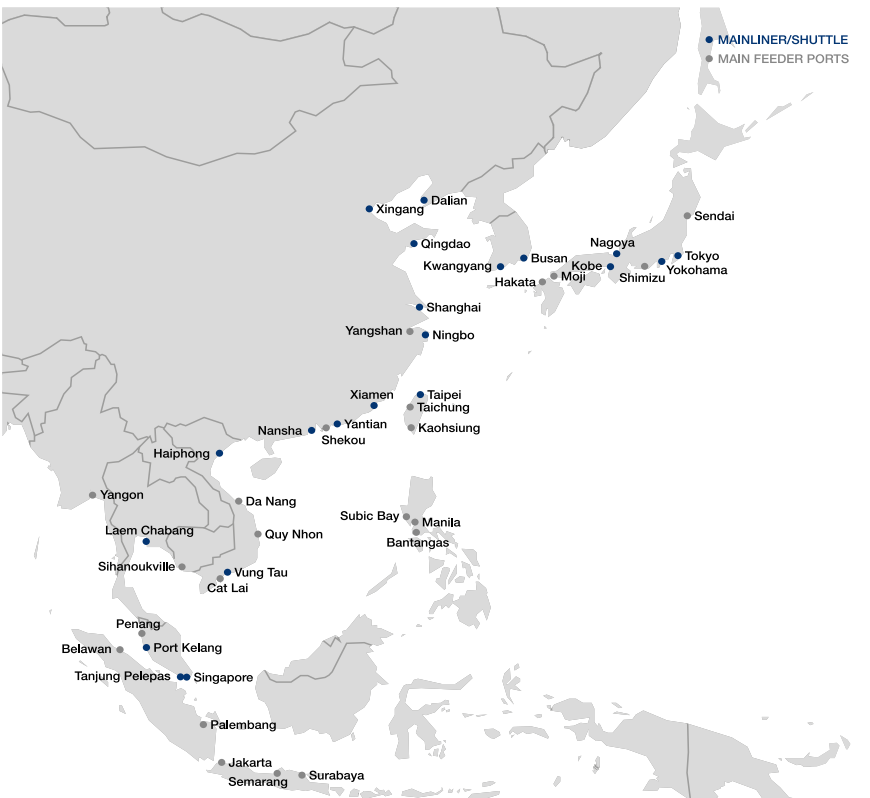 MAINLINER/SHUTTLE
MAIN FEEDER PORTS
Dalian
Xingang
Sendai
Qingdao
Nagoya
Busan
Tokyo
Kwangyang
Kobe
Yokohama
Moji
Shimizu
Hakata
Shanghai
Yangshan
Ningbo
Xiamen
Taipei
Taichung
Yantian
Kaohsiung
Nansha
Shekou
Haiphong
Yangon
Da Nang
Subic Bay
Manila
Laem Chabang
Quy Nhon
Bantangas
Sihanoukville
Vung Tau
Cat Lai
Penang
Port Kelang
Belawan
Tanjung Pelepas
Singapore
Palembang
Jakarta
Surabaya
Semarang